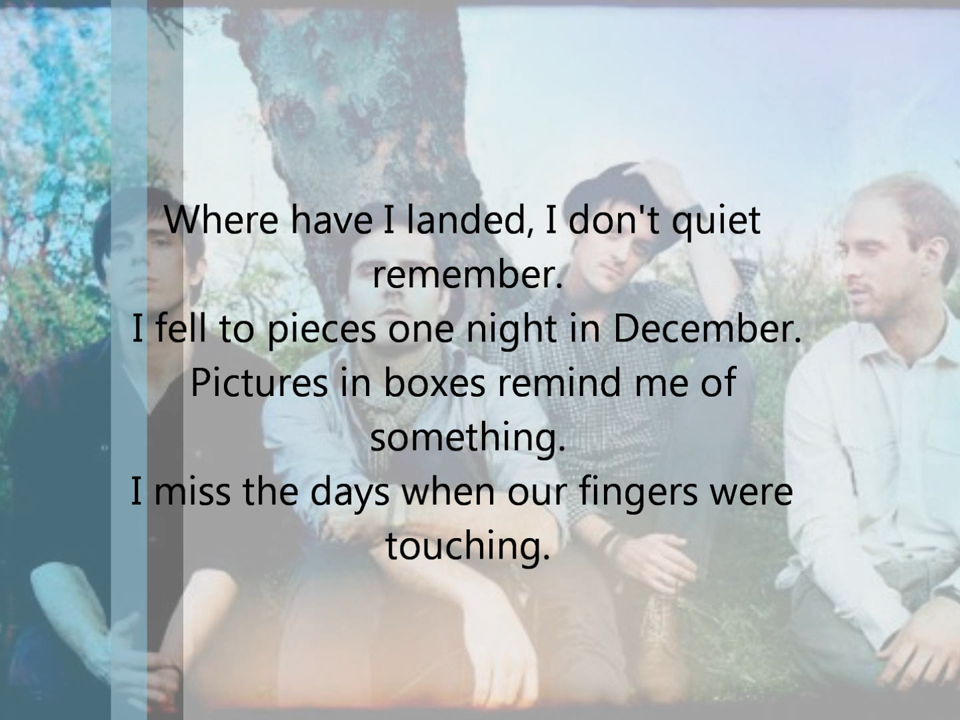 Where have I landed, I don't quiet
remember.
I fell to pieces one night in December.
Pictures in boxes remind me of
something.
I miss the days when our fingers were
touching.